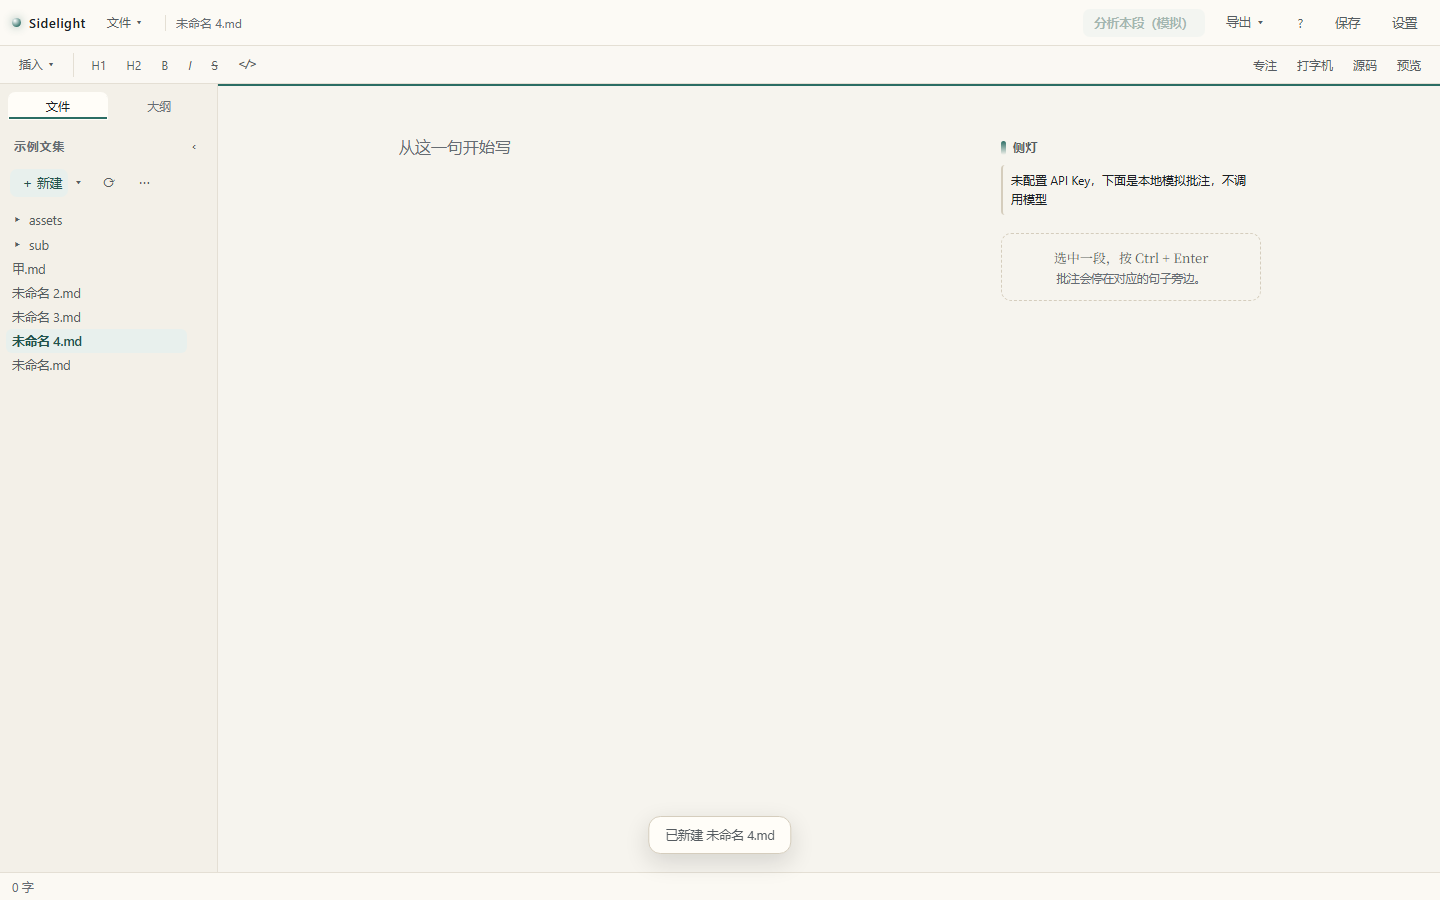 Sidelight 文件 未命名 4.md 分析本段（模拟） 导出 ? 保存 设置
插入 H1 H2 B I S </> 专注 打字机 源码 预览
文件 大纲
示例文集
+ 新建 ...
assets
sub
甲.md
未命名 2.md
未命名 3.md
未命名 4.md
未命名.md
从这一句开始写
侧灯
未配置 API Key，下面是本地模拟批注，不调
用模型
选中一段，按 Ctrl + Enter
批注会停在对应的句子旁边。
已新建 未命名 4.md
0 字